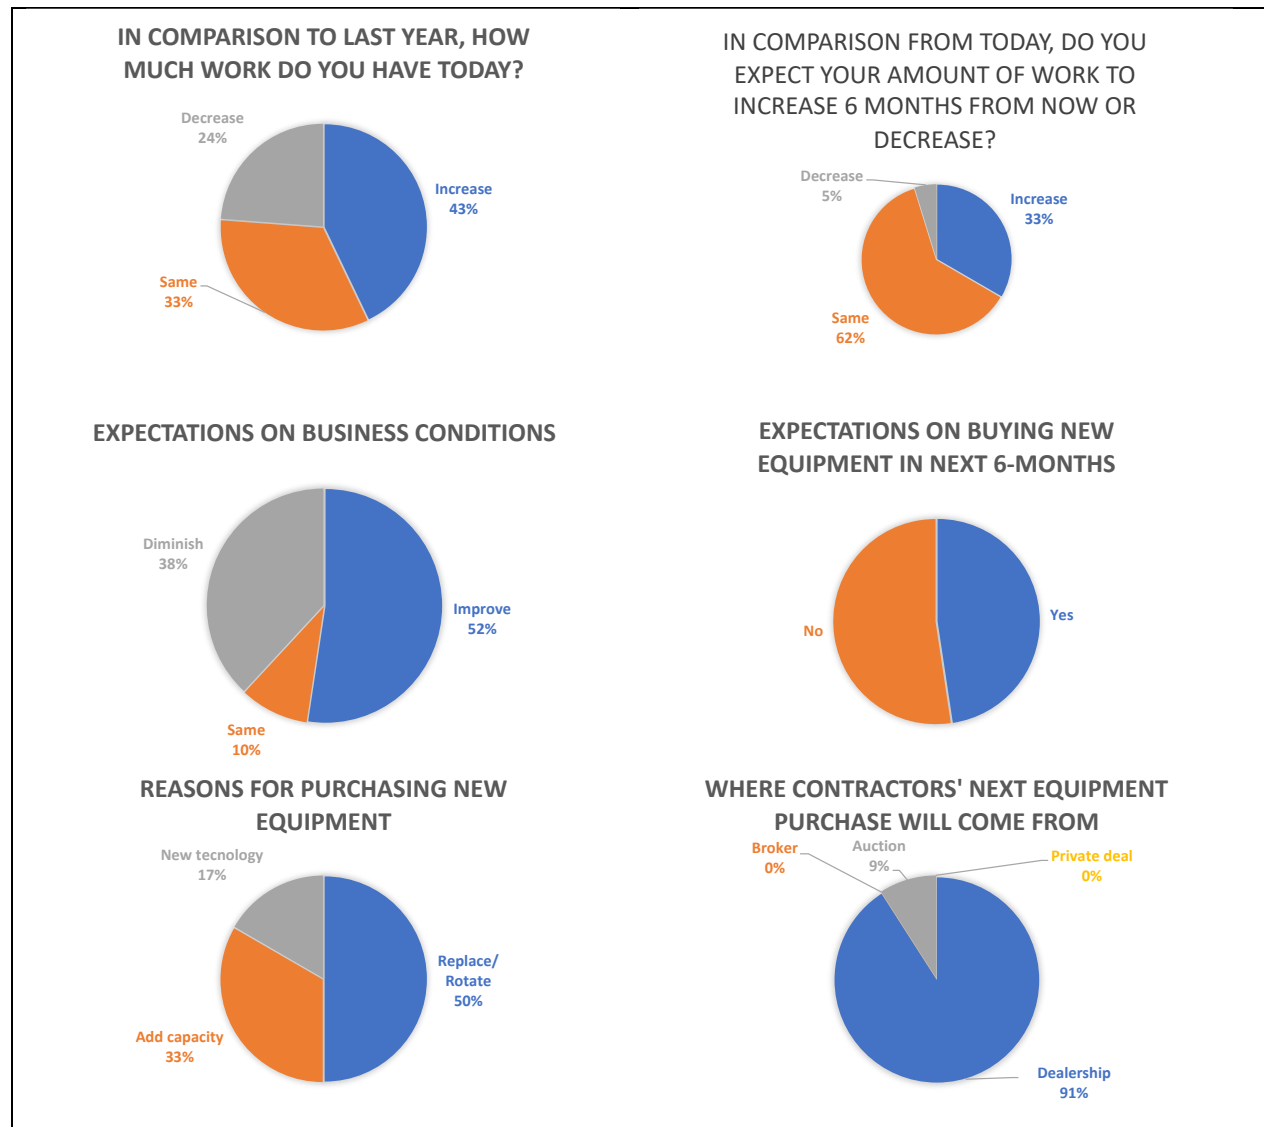 IN COMPARISON TO LAST YEAR, HOW
MUCH WORK DO YOU HAVE TODAY?
Decrease
24%
Increase
43%
Same
33%
IN COMPARISON FROM TODAY, DO YOU
EXPECT YOUR AMOUNT OF WORK TO
INCREASE 6 MONTHS FROM NOW OR
DECREASE?
Decrease
5%
Increase
33%
Same
62%
EXPECTATIONS ON BUSINESS CONDITIONS
Diminish
38%
Improve
52%
Same
10%
EXPECTATIONS ON BUYING NEW
EQUIPMENT IN NEXT 6-MONTHS
No
Yes
REASONS FOR PURCHASING NEW
EQUIPMENT
New tecnology
17%
Replace/
Rotate
50%
Add capacity
33%
WHERE CONTRACTORS' NEXT EQUIPMENT
PURCHASE WILL COME FROM
Broker
0%
Auction
9%
Private deal
0%
Dealership
91%